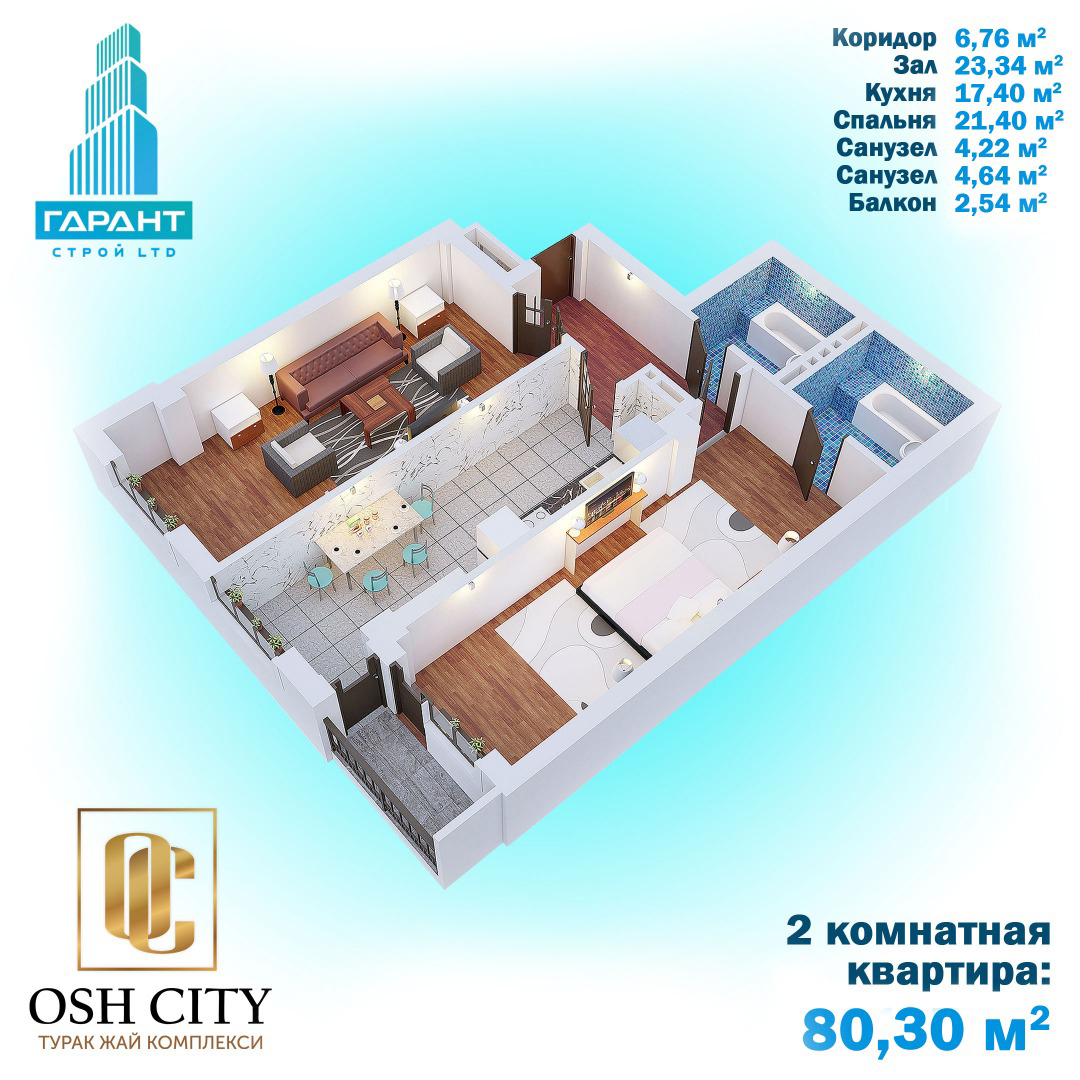 ГАРАНТ
СТРОЙ LTD
Коридор 6,76 м²
Зал 23,34 м²
Кухня 17,40 м²
Спальня 21,40 м²
Санузел 4,22 м²
Санузел 4,64 м²
Балкон 2,54 м²
OC
OSH CITY
ТУРАК ЖАЙ КОМПЛЕКСИ
2 комнатная
квартира:
80,30 м²